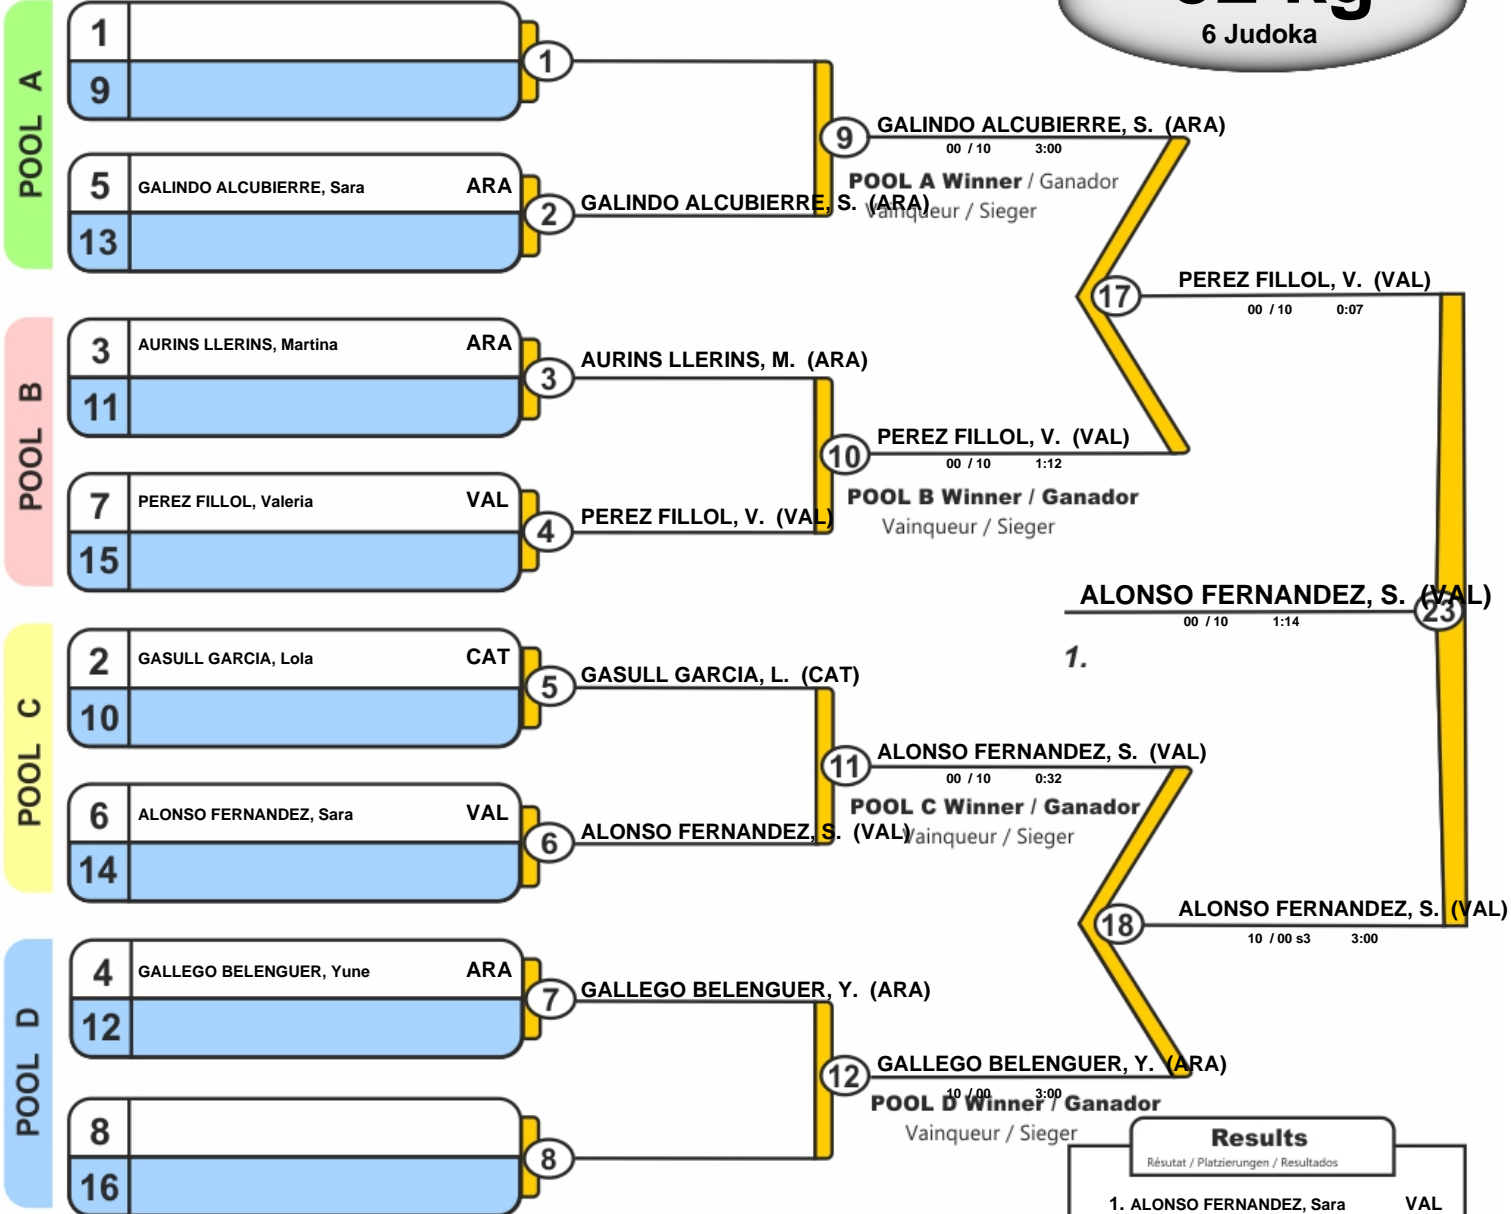 6 Judoka
POOL A
1
9
1
5 GALINDO ALCUBIERRE, Sara ARA
13
2
GALINDO ALCUBIERRE, S. (ARA)
9
GALINDO ALCUBIERRE, S. (ARA)
00 / 10 3:00
POOL A Winner / Ganador
Vainqueur / Sieger
POOL B
3 AURINS LLERINS, Martina ARA
11
3
AURINS LLERINS, M. (ARA)
7 PEREZ FILLOL, Valeria VAL
15
4
PEREZ FILLOL, V. (VAL)
10
PEREZ FILLOL, V. (VAL)
00 / 10 1:12
POOL B Winner / Ganador
Vainqueur / Sieger
17
PEREZ FILLOL, V. (VAL)
00 / 10 0:07
ALONSO FERNANDEZ, S. (VAL)
23
00 / 10 1:14
1.
POOL C
2 GASULL GARCIA, Lola CAT
10
5
GASULL GARCIA, L. (CAT)
6 ALONSO FERNANDEZ, Sara VAL
14
6
ALONSO FERNANDEZ, S. (VAL)
11
ALONSO FERNANDEZ, S. (VAL)
00 / 10 0:32
POOL C Winner / Ganador
Vainqueur / Sieger
18
ALONSO FERNANDEZ, S. (VAL)
10 / 00 s3 3:00
POOL D
4 GALLEGO BELENGUER, Yune ARA
12
7
GALLEGO BELENGUER, Y. (ARA)
8
16
8
12
GALLEGO BELENGUER, Y. (ARA)
10 / 00 3:00
POOL D Winner / Ganador
Vainqueur / Sieger
Results
Résutat / Platzierungen / Resultados
1. ALONSO FERNANDEZ, Sara VAL